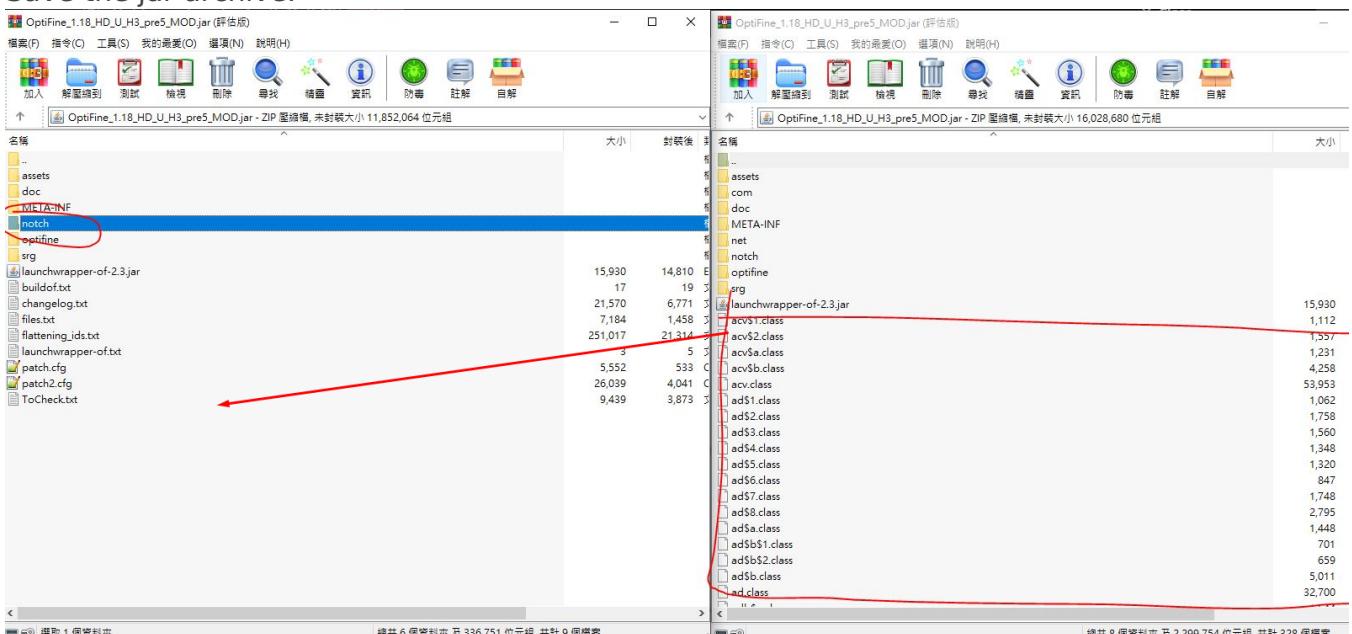 Save the jar archive.
OptiFine_1.18_HD_U_H3_pre5_MOD.jar (評估版)
檔案(F) 指令(C) 工具(S) 我的最愛(O) 選項(N) 說明(H)
加入 解壓縮到 測試 檢視 刪除 尋找 精靈 資訊 防毒 註解 自解
OptiFine_1.18_HD_U_H3_pre5_MOD.jar - ZIP 壓縮檔, 未封裝大小 11,852,064 位元組
名稱 大小 封裝後
..
assets
doc
META-INF
notch
optifine
srg
launchwrapper-of-2.3.jar 15,930 14,810
buildof.txt 17 19
changelog.txt 21,570 6,771
files.txt 7,184 1,458
flattening_ids.txt 251,017 21,314
launchwrapper-of.txt 3 5
patch.cfg 5,552 533
patch2.cfg 26,039 4,041
ToCheck.txt 9,439 3,873
選取 1 個資料夾 總共 6 個資料夾 及 336,751 位元組, 共計 9 個檔案
OptiFine_1.18_HD_U_H3_pre5_MOD.jar (評估版)
檔案(F) 指令(C) 工具(S) 我的最愛(O) 選項(N) 說明(H)
加入 解壓縮到 測試 檢視 刪除 尋找 精靈 資訊 防毒 註解 自解
OptiFine_1.18_HD_U_H3_pre5_MOD.jar - ZIP 壓縮檔, 未封裝大小 16,028,680 位元組
名稱 大小
..
assets
com
doc
META-INF
net
notch
optifine
srg
launchwrapper-of-2.3.jar 15,930
acv$1.class 1,112
acv$2.class 1,557
acv$a.class 1,231
acv$b.class 4,258
acv.class 53,953
ad$1.class 1,062
ad$2.class 1,758
ad$3.class 1,560
ad$4.class 1,348
ad$5.class 1,320
ad$6.class 847
ad$7.class 1,748
ad$8.class 2,795
ad$a.class 1,448
ad$b$1.class 701
ad$b$2.class 659
ad$b.class 5,011
ad.class 32,700
總共 8 個資料夾 及 2,299,754 位元組, 共計 328 個檔案